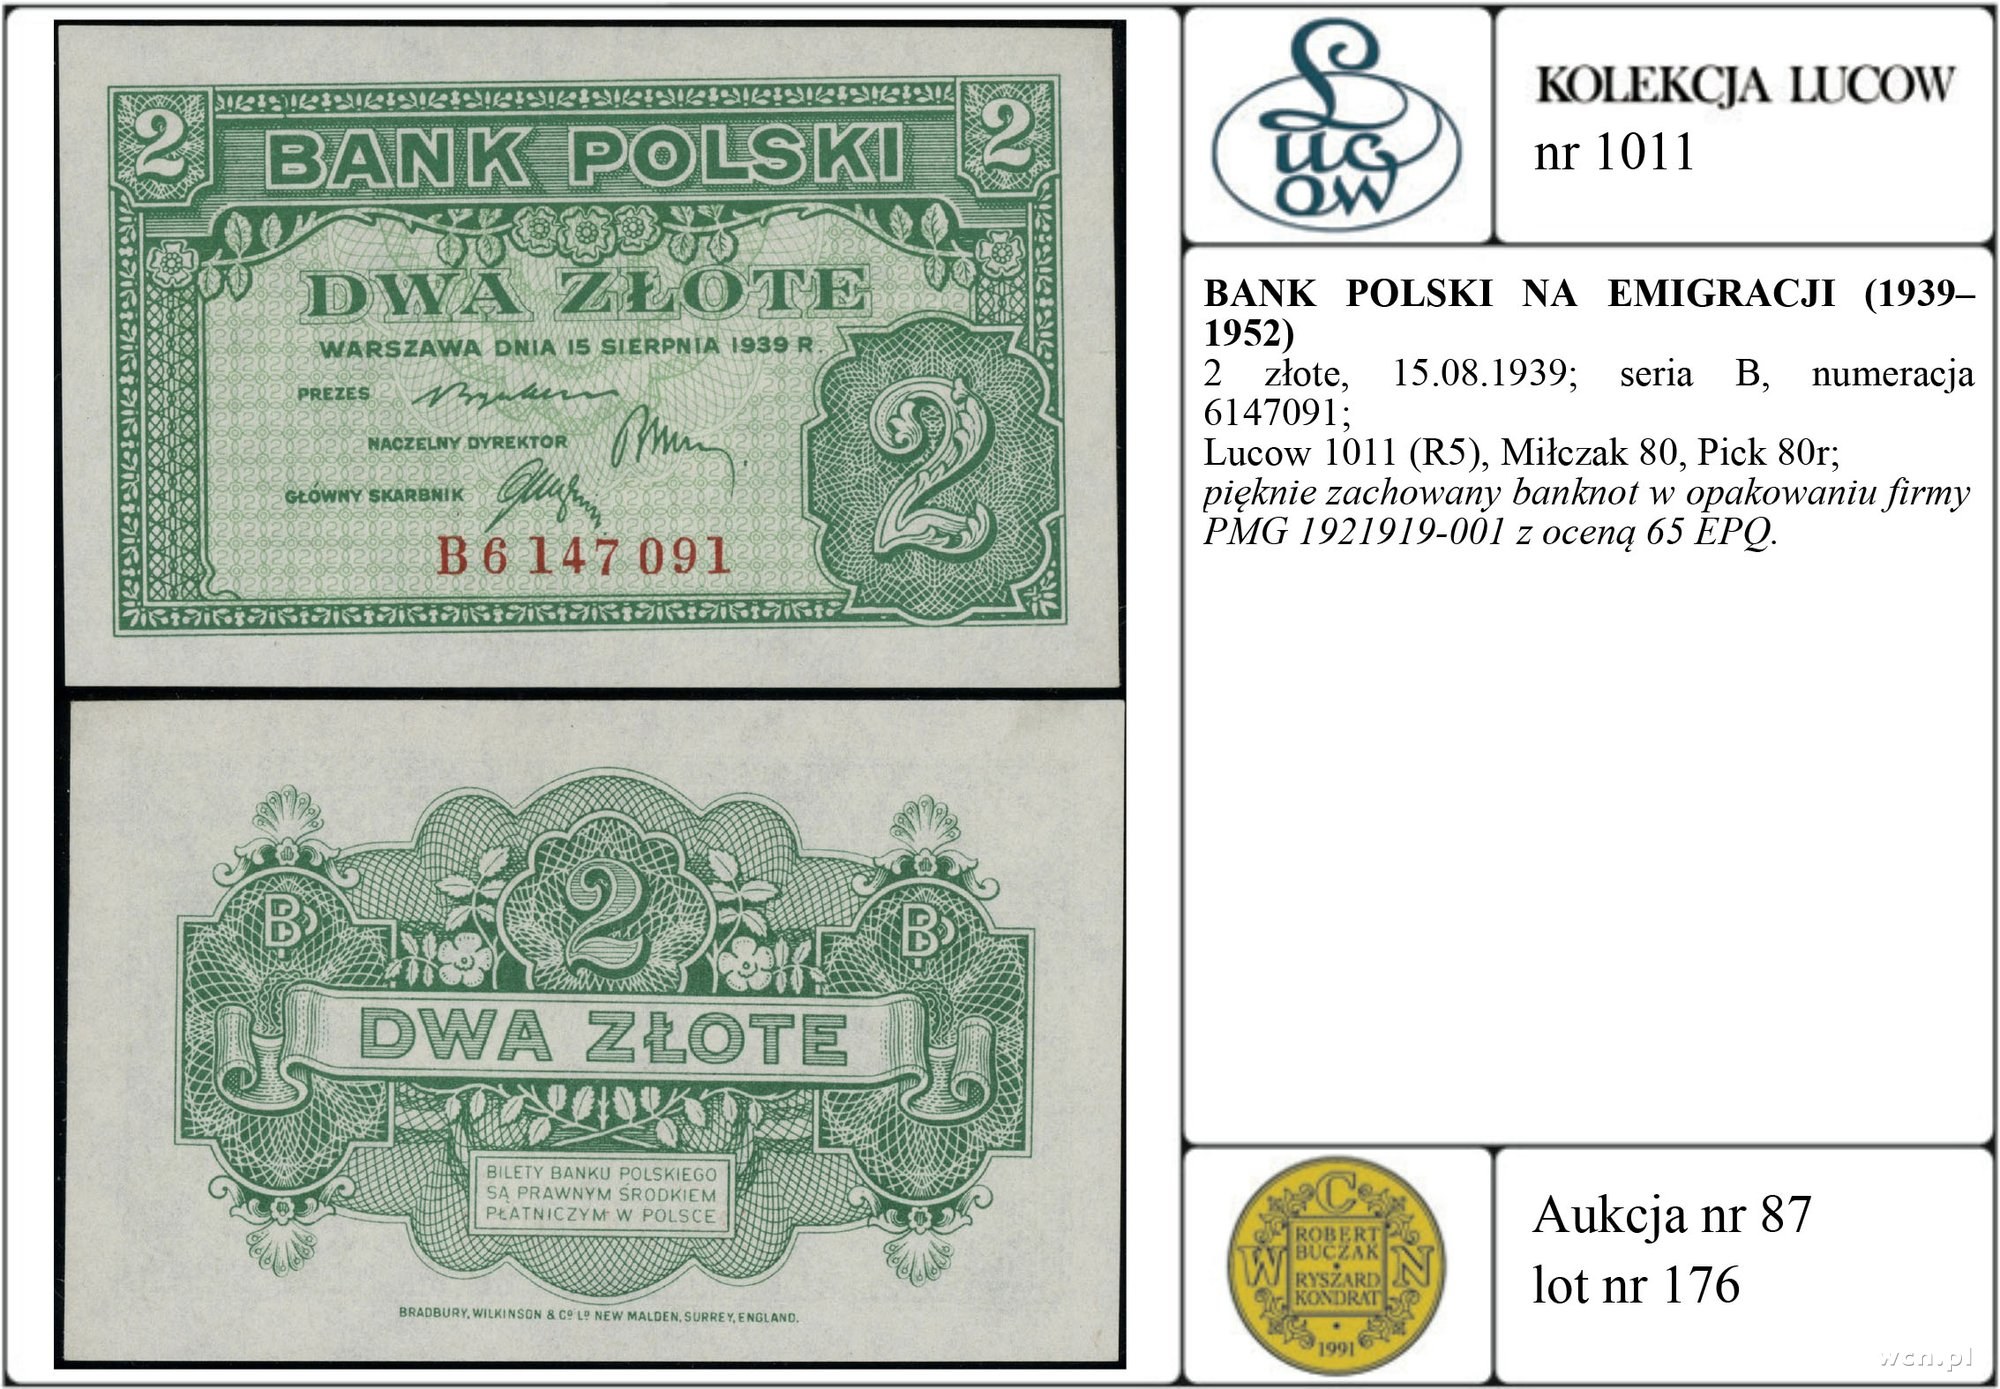 2
2
BANK POLSKI
DWA ZŁOTE
WARSZAWA DNIA 15 SIERPNIA 1939 R.
PREZES
NACZELNY DYREKTOR
GŁÓWNY SKARBNIK
2
B 6 147 091
BP
2
BP
DWA ZŁOTE
BILETY BANKU POLSKIEGO
SĄ PRAWNYM ŚRODKIEM
PŁATNICZYM W POLSCE
BRADBURY, WILKINSON & Cº Lº NEW MALDEN, SURREY, ENGLAND.
Lucow
KOLEKCJA LUCOW
nr 1011
BANK POLSKI NA EMIGRACJI (1939–
1952)
2 złote, 15.08.1939; seria B, numeracja
6147091;
Lucow 1011 (R5), Miłczak 80, Pick 80r;
pięknie zachowany banknot w opakowaniu firmy
PMG 1921919-001 z oceną 65 EPQ.
W C N
ROBERT
BUCZAK
RYSZARD
KONDRAT
1991
Aukcja nr 87
lot nr 176
wcn.pl